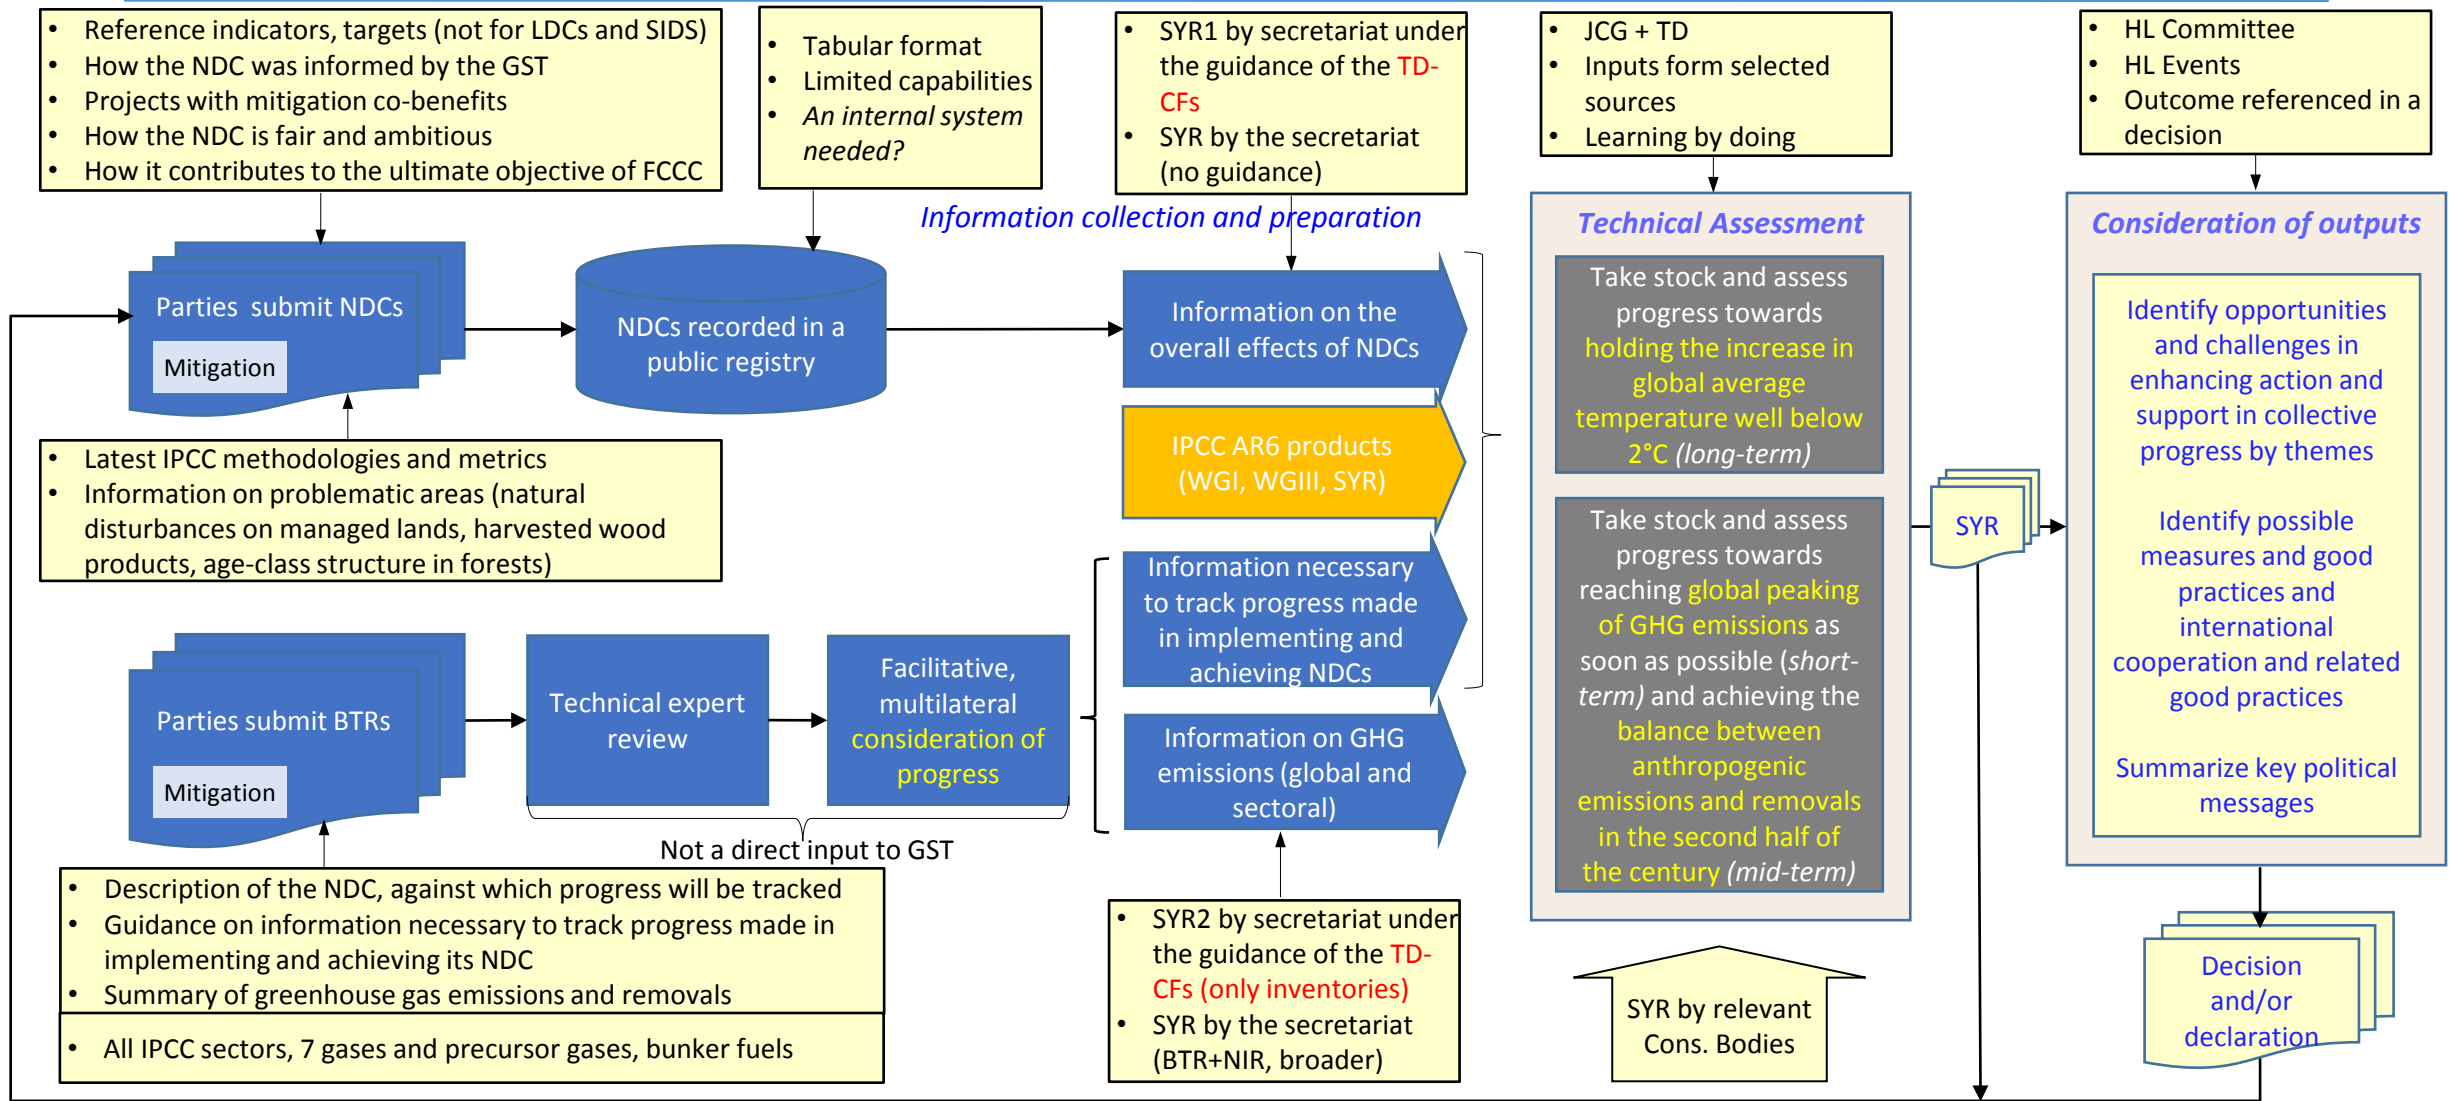 • Reference indicators, targets (not for LDCs and SIDS)
• How the NDC was informed by the GST
• Projects with mitigation co-benefits
• How the NDC is fair and ambitious
• How it contributes to the ultimate objective of FCCC
• Tabular format
• Limited capabilities
• An internal system
needed?
• SYR1 by secretariat under
the guidance of the TD-
CFs
• SYR by the secretariat
(no guidance)
• JCG + TD
• Inputs form selected
sources
• Learning by doing
• HL Committee
• HL Events
• Outcome referenced in a
decision
Information collection and preparation
Parties submit NDCs
Mitigation
NDCs recorded in a
public registry
Information on the
overall effects of NDCs
IPCC AR6 products
(WGI, WGIII, SYR)
Information necessary
to track progress made
in implementing and
achieving NDCs
Information on GHG
emissions (global and
sectoral)
• Latest IPCC methodologies and metrics
• Information on problematic areas (natural
disturbances on managed lands, harvested wood
products, age-class structure in forests)
Parties submit BTRs
Mitigation
Technical expert
review
Facilitative,
multilateral
consideration of
progress
Not a direct input to GST
• Description of the NDC, against which progress will be tracked
• Guidance on information necessary to track progress made in
implementing and achieving its NDC
• Summary of greenhouse gas emissions and removals
• All IPCC sectors, 7 gases and precursor gases, bunker fuels
• SYR2 by secretariat under
the guidance of the TD-
CFs (only inventories)
• SYR by the secretariat
(BTR+NIR, broader)
Technical Assessment
Take stock and assess
progress towards
holding the increase in
global average
temperature well below
2°C (long-term)
Take stock and assess
progress towards
reaching global peaking
of GHG emissions as
soon as possible (short-
term) and achieving the
balance between
anthropogenic
emissions and removals
in the second half of
the century (mid-term)
SYR by relevant
Cons. Bodies
SYR
Consideration of outputs
Identify opportunities
and challenges in
enhancing action and
support in collective
progress by themes
Identify possible
measures and good
practices and
international
cooperation and related
good practices
Summarize key political
messages
Decision
and/or
declaration